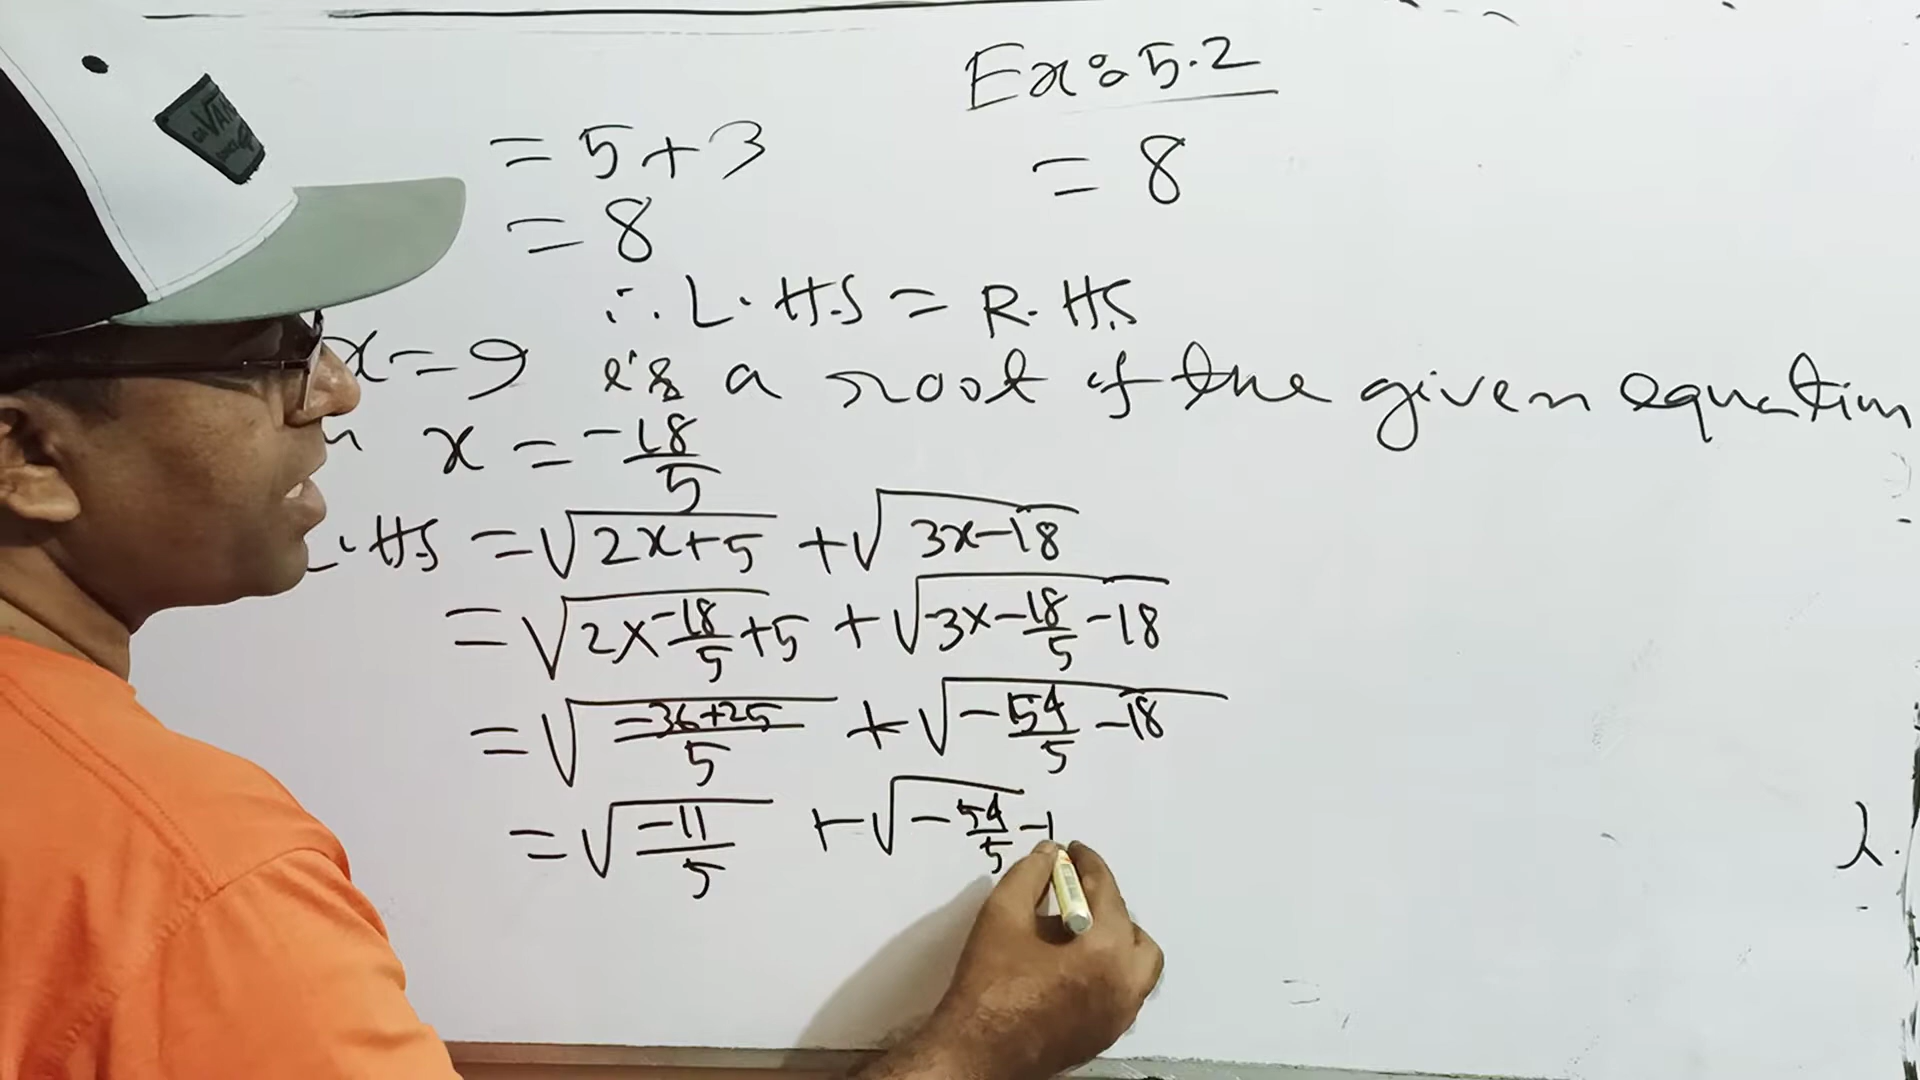 Ex: 5.2
= 5+3
= 8
= 8
∴ L.H.S = R.H.S
x=9 is a root of the given equation
x = -18/5
L.H.S = √(2x+5) + √(3x-18)
= √(2×-18/5+5) + √(3×-18/5-18)
= √((-36+25)/5) + √(-54/5-18)
= √(-11/5) + √(-54/5-1